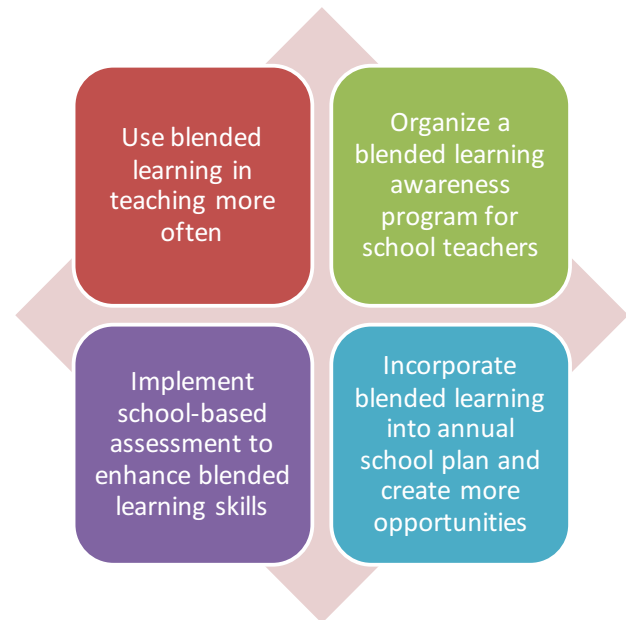 Use blended
learning in
teaching more
often
Organize a
blended learning
awareness
program for
school teachers
Implement
school-based
assessment to
enhance blended
learning skills
Incorporate
blended learning
into annual
school plan and
create more
opportunities